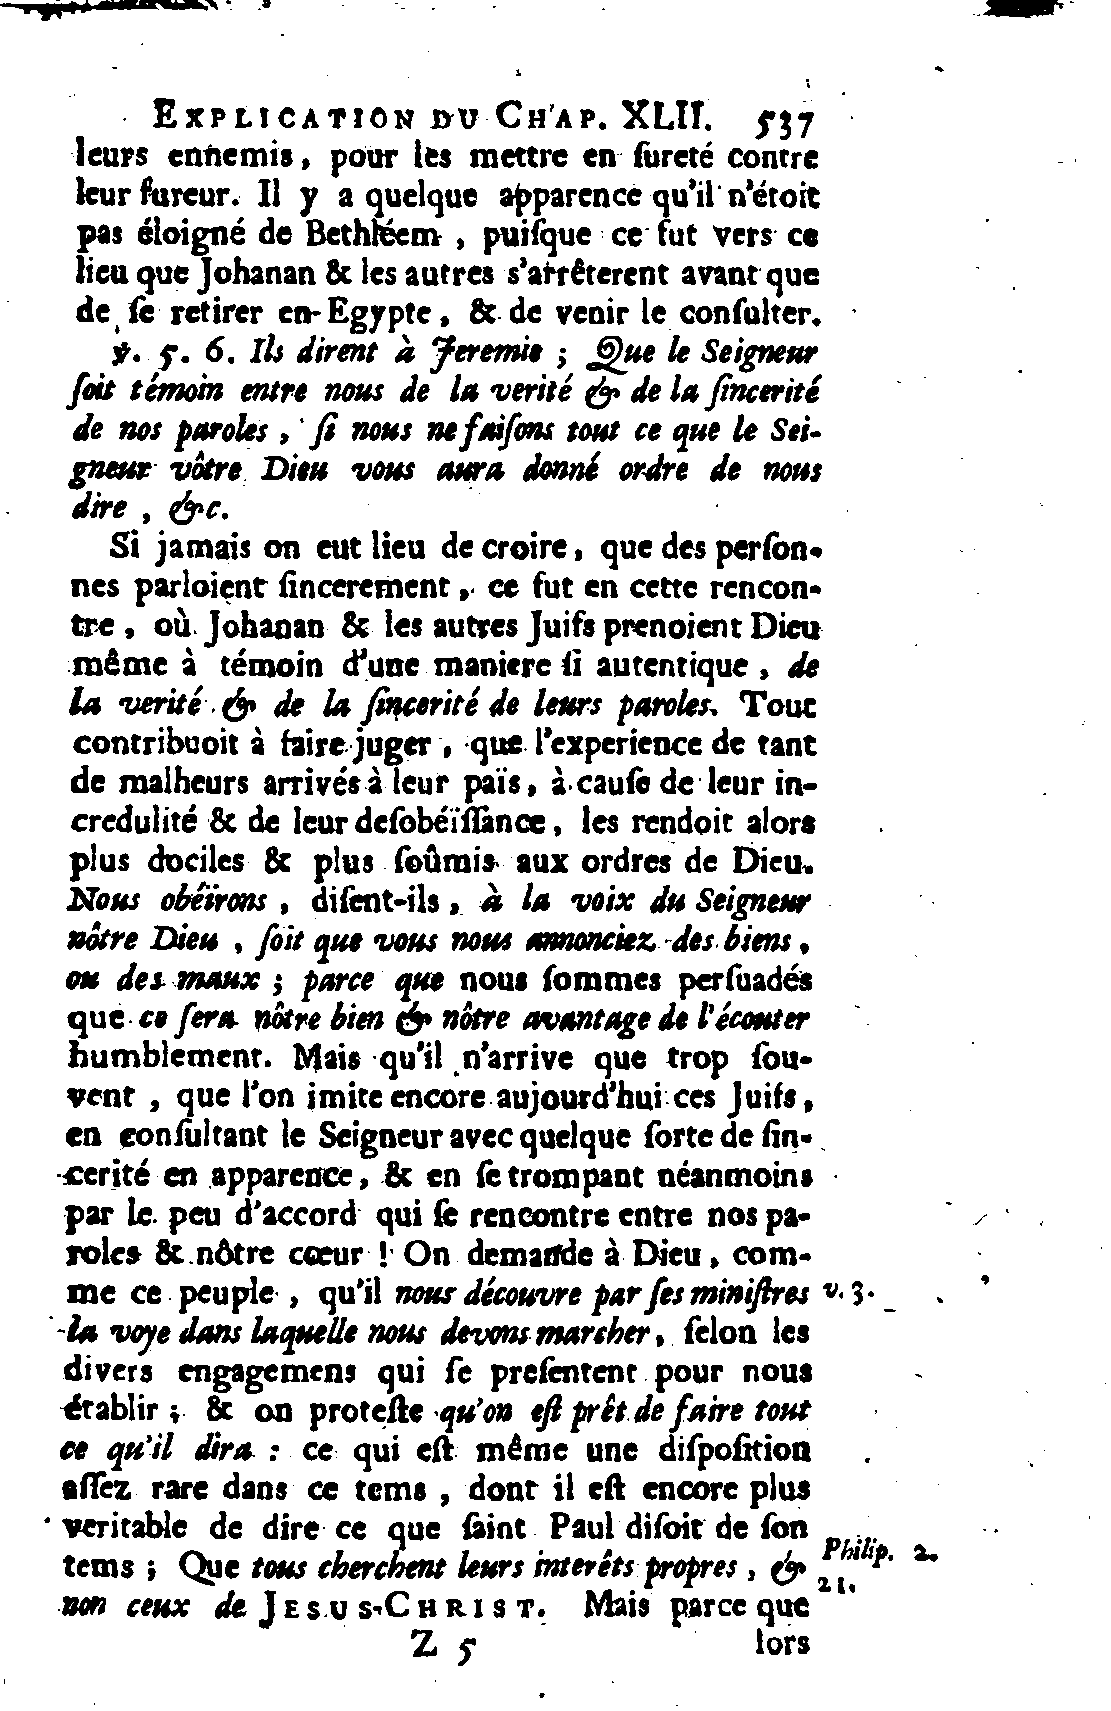 EXPLICATION DU CHAP. XLII. 537
leurs ennemis, pour les mettre en ſureté contre
leur fureur. Il y a quelque apparence qu'il n'étoit
pas éloigné de Bethléem, puiſque ce fut vers ce
lieu que Johanan & les autres s'arrêterent avant que
de ſe retirer en Egypte, & de venir le conſulter.
℣. 5. 6. Ils dirent à Jeremie ; Que le Seigneur
ſoit témoin entre nous de la verité & de la ſincerité
de nos paroles, ſi nous ne faiſons tout ce que le Sei-
gneur vôtre Dieu vous aura donné ordre de nous
dire, &c.
Si jamais on eut lieu de croire, que des perſon-
nes parloient ſincerement, ce fut en cette rencon-
tre, où Johanan & les autres Juifs prenoient Dieu
même à témoin d'une maniere ſi autentique, de
la verité & de la ſincerité de leurs paroles. Tout
contribuoit à faire juger, que l'experience de tant
de malheurs arrivés à leur païs, à cauſe de leur in-
credulité & de leur deſobéïſſance, les rendoit alors
plus dociles & plus ſoûmis aux ordres de Dieu.
Nous obéïrons, diſent-ils, à la voix du Seigneur
nôtre Dieu, ſoit que vous nous annonciez des biens,
ou des maux ; parce que nous ſommes perſuadés
que ce ſera nôtre bien & nôtre avantage de l'écouter
humblement. Mais qu'il n'arrive que trop ſou-
vent, que l'on imite encore aujourd'hui ces Juifs,
en conſultant le Seigneur avec quelque ſorte de ſin-
cerité en apparence, & en ſe trompant néanmoins
par le peu d'accord qui ſe rencontre entre nos pa-
roles & nôtre cœur ! On demande à Dieu, com-
me ce peuple, qu'il nous découvre par ſes miniſtres v. 3.
la voye dans laquelle nous devons marcher, ſelon les
divers engagemens qui ſe preſentent pour nous
établir ; & on proteſte qu'on eſt prêt de faire tout
ce qu'il dira : ce qui eſt même une diſpoſition
aſſez rare dans ce tems, dont il eſt encore plus
veritable de dire ce que ſaint Paul diſoit de ſon
tems ; Que tous cherchent leurs interêts propres, & Philip. 2.
21.
non ceux de JESUS-CHRIST. Mais parce que
Z 5 lors